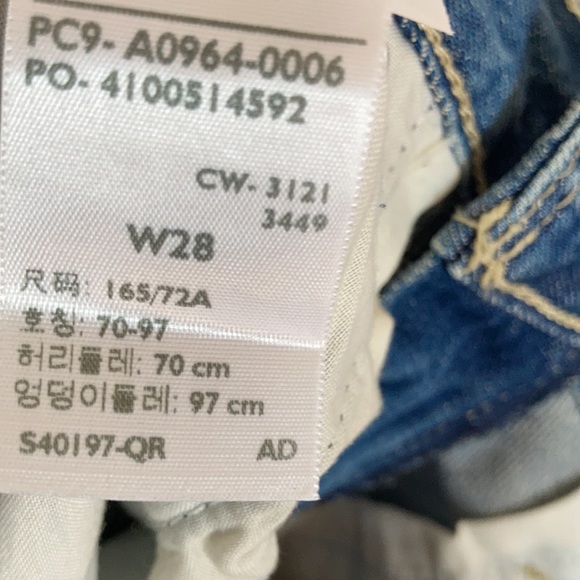 PC9- A0964-0006
PO- 4100514592
CW- 3121
3449
W28
尺码: 165/72A
호칭: 70-97
허리둘레: 70 cm
엉덩이둘레: 97 cm
S40197-QR AD